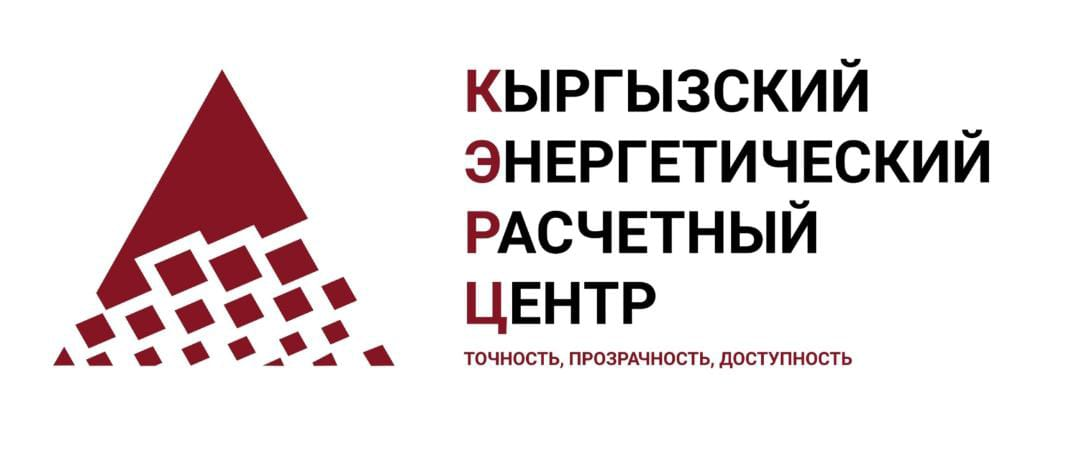 КЫРГЫЗСКИЙ
ЭНЕРГЕТИЧЕСКИЙ
РАСЧЕТНЫЙ
ЦЕНТР
ТОЧНОСТЬ, ПРОЗРАЧНОСТЬ, ДОСТУПНОСТЬ